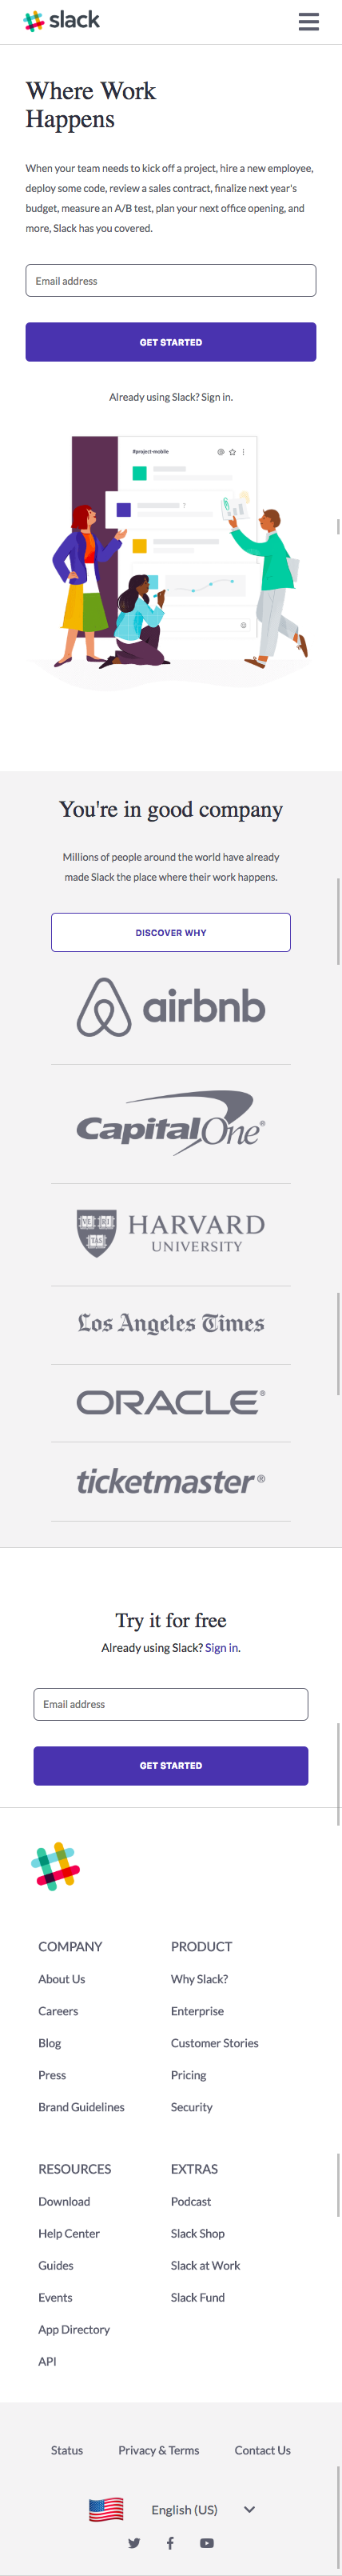 slack
Where Work
Happens
When your team needs to kick off a project, hire a new employee,
deploy some code, review a sales contract, finalize next year's
budget, measure an A/B test, plan your next office opening, and
more, Slack has you covered.
Email address
GET STARTED
Already using Slack? Sign in.
#project-mobile
?
@
You're in good company
Millions of people around the world have already
made Slack the place where their work happens.
DISCOVER WHY
airbnb
CapitalOne®
VE RI TAS
HARVARD
UNIVERSITY
Los Angeles Times
ORACLE®
ticketmaster®
Try it for free
Already using Slack? Sign in.
Email address
GET STARTED
COMPANY
PRODUCT
About Us
Why Slack?
Careers
Enterprise
Blog
Customer Stories
Press
Pricing
Brand Guidelines
Security
RESOURCES
EXTRAS
Download
Podcast
Help Center
Slack Shop
Guides
Slack at Work
Events
Slack Fund
App Directory
API
Status
Privacy & Terms
Contact Us
English (US)